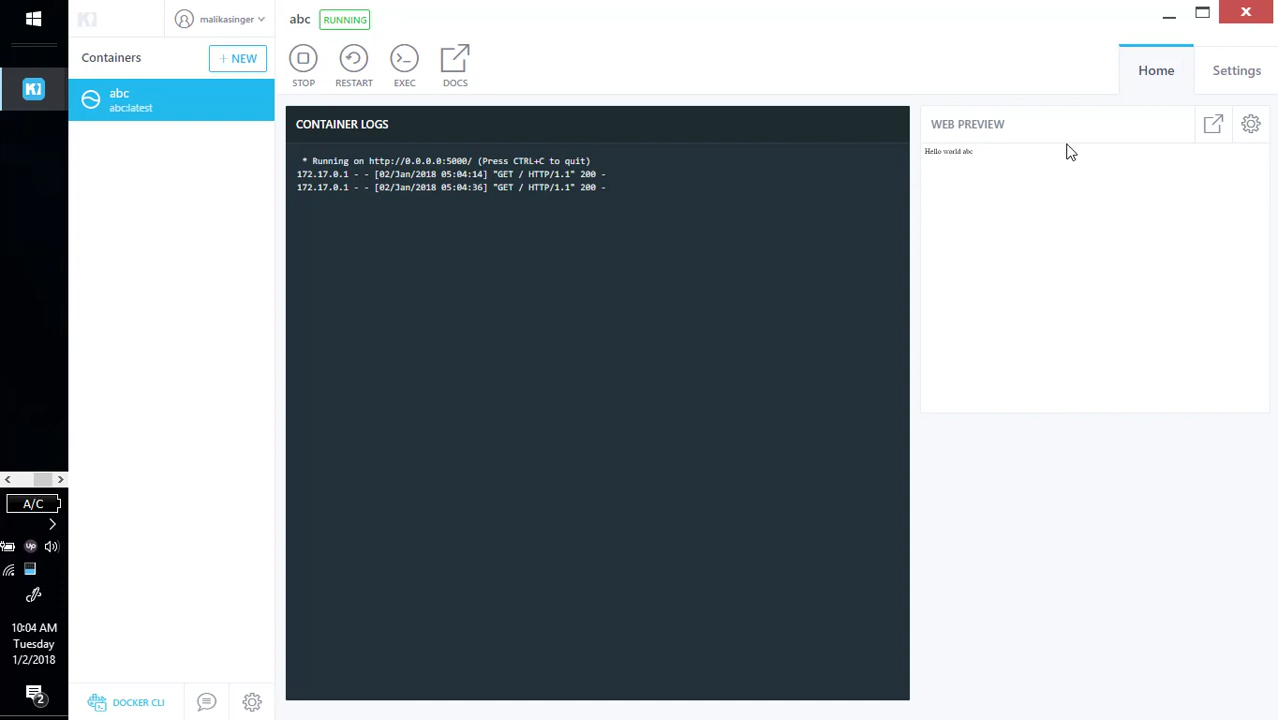 malikasinger
abc RUNNING
Containers
+ NEW
abc
abc:latest
STOP
RESTART
EXEC
DOCS
Home
Settings
CONTAINER LOGS
* Running on http://0.0.0.0:5000/ (Press CTRL+C to quit)
172.17.0.1 - - [02/Jan/2018 05:04:14] "GET / HTTP/1.1" 200 -
172.17.0.1 - - [02/Jan/2018 05:04:36] "GET / HTTP/1.1" 200 -
WEB PREVIEW
Hello world abc
A/C
up
10:04 AM
Tuesday
1/2/2018
2
DOCKER CLI